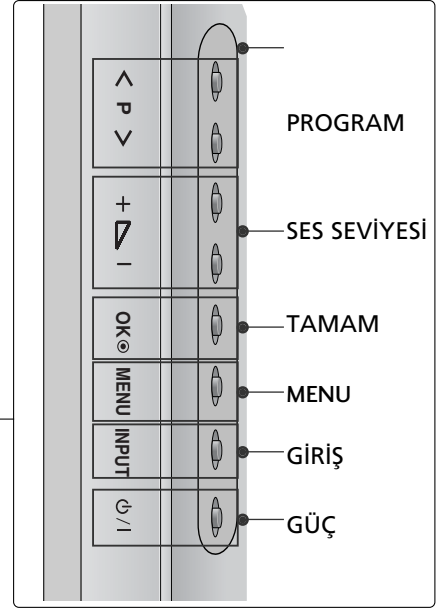 < P >
PROGRAM
+ -
SES SEVİYESİ
OK
TAMAM
MENU
MENU
INPUT
GİRİŞ
/ I
GÜÇ